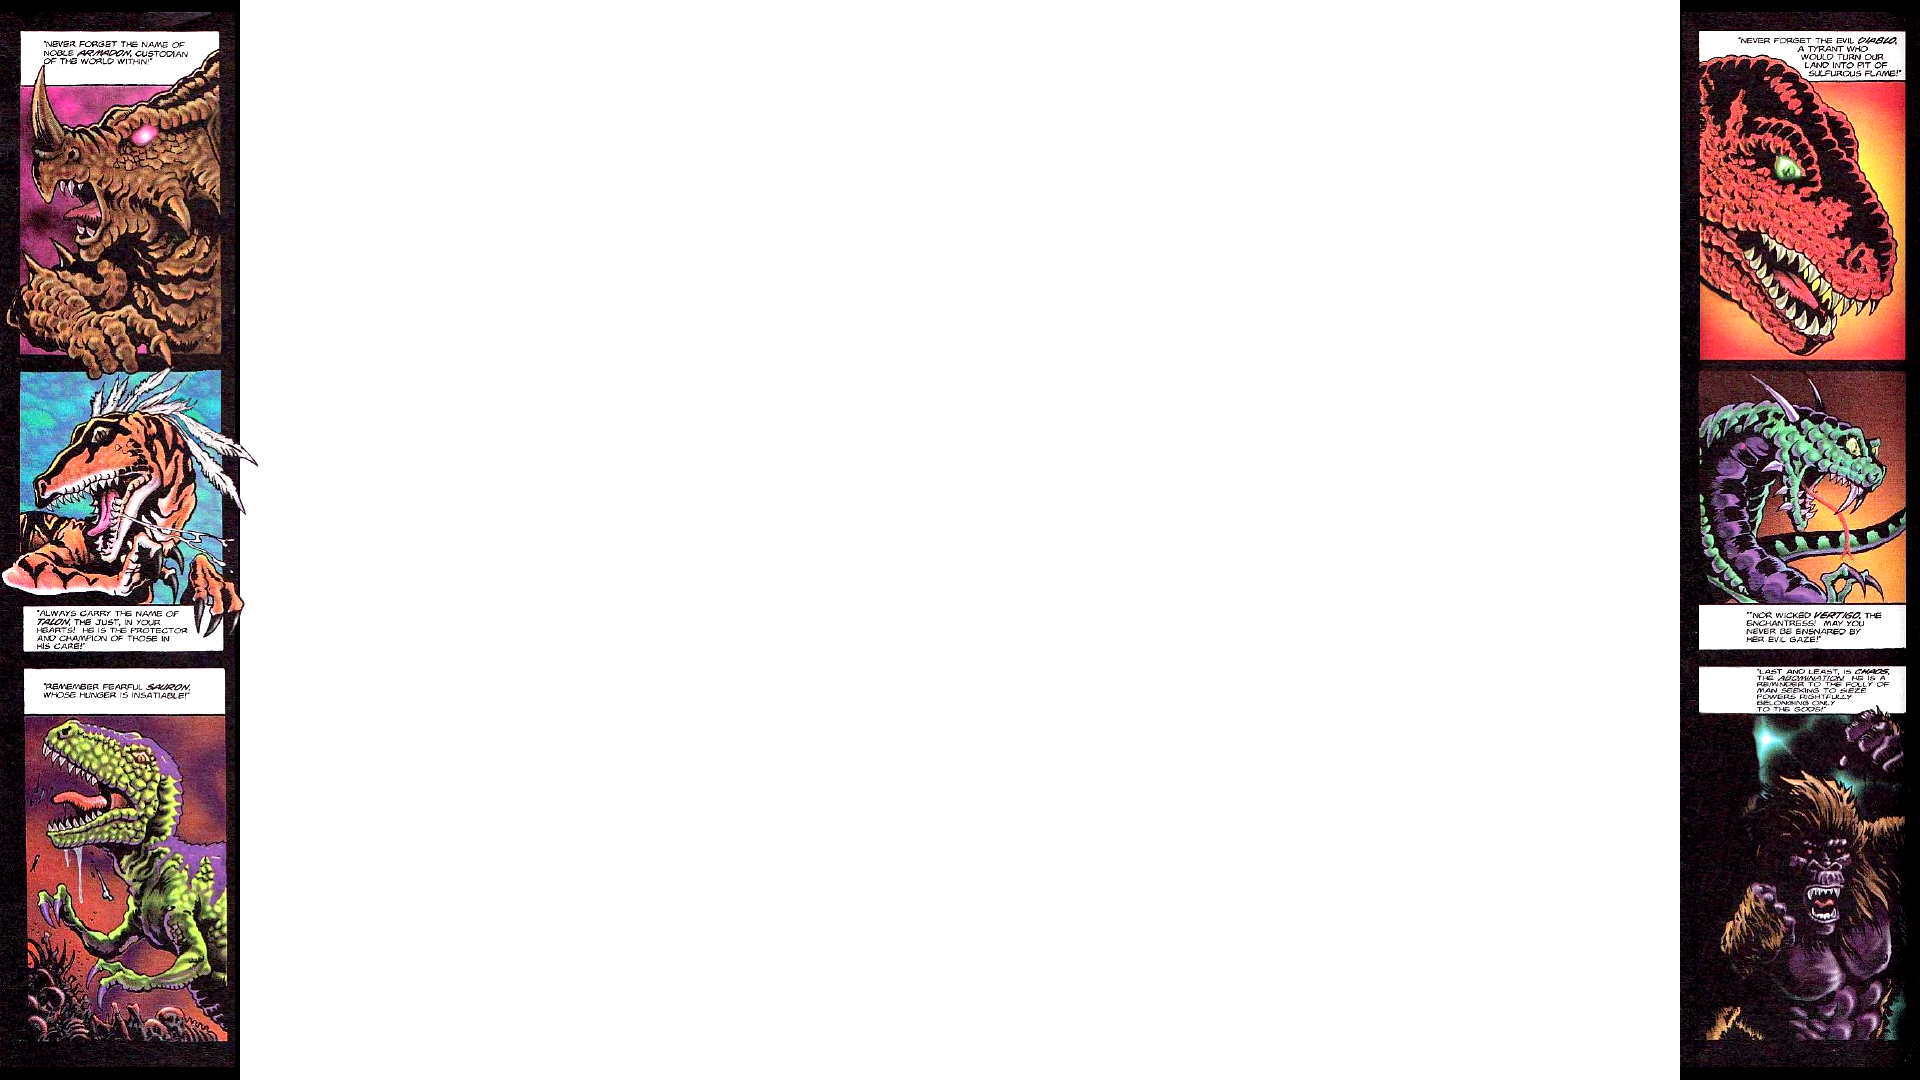 "NEVER FORGET THE NAME OF
NOBLE ARMADON, CUSTODIAN
OF THE WORLD WITHIN!"
"ALWAYS CARRY THE NAME OF
TALON, THE JUST, IN YOUR
HEARTS! HE IS THE PROTECTOR
AND CHAMPION OF THOSE IN
HIS CARE!"
"REMEMBER FEARFUL SAURON,
WHOSE HUNGER IS INSATIABLE!"
"NEVER FORGET THE EVIL DIABLO,
A TYRANT WHO
WOULD TURN OUR
LAND INTO PIT OF
SULFUROUS FLAME!"
"NOR WICKED VERTIGO, THE
ENCHANTRESS! MAY YOU
NEVER BE ENSNARED BY
HER EVIL GAZE!"
"LAST AND LEAST, IS CHAOS,
THE ABOMINATION. HE IS A
REMINDER TO THE FOLLY OF
MAN SEEKING TO SIEZE
POWERS RIGHTFULLY
BELONGING ONLY
TO THE GODS!"